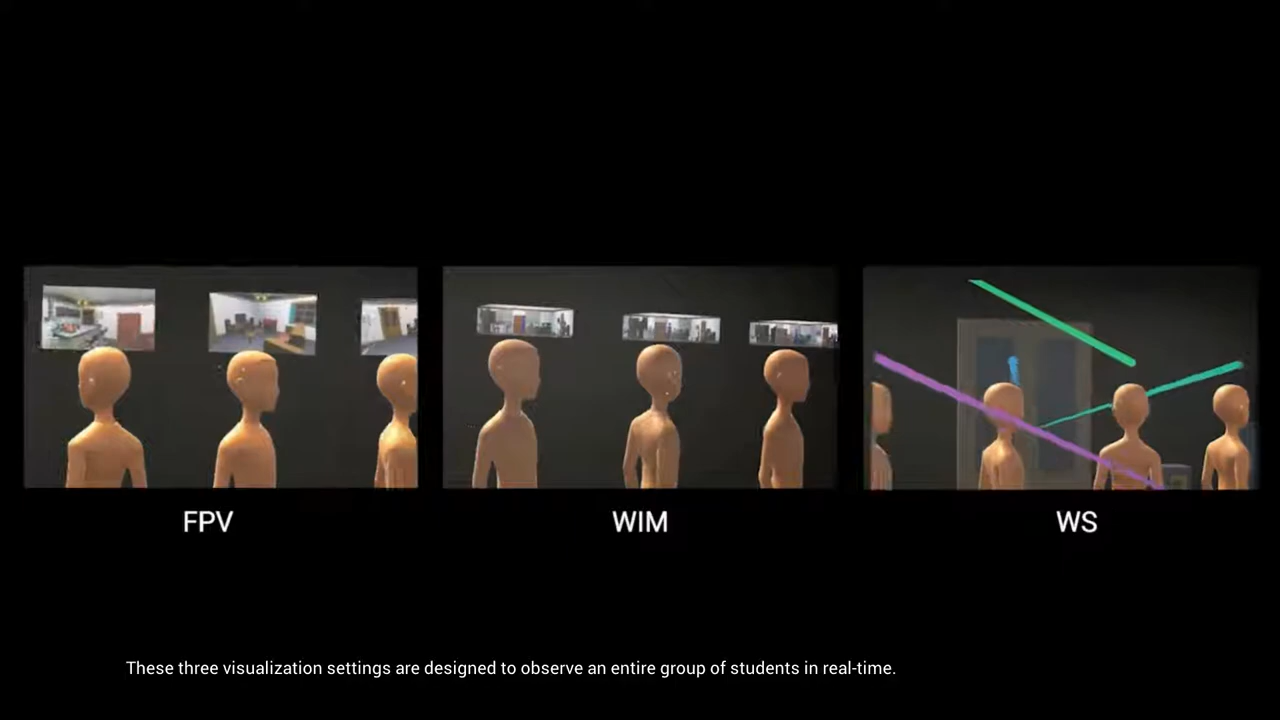 FPV
WIM
WS
These three visualization settings are designed to observe an entire group of students in real-time.